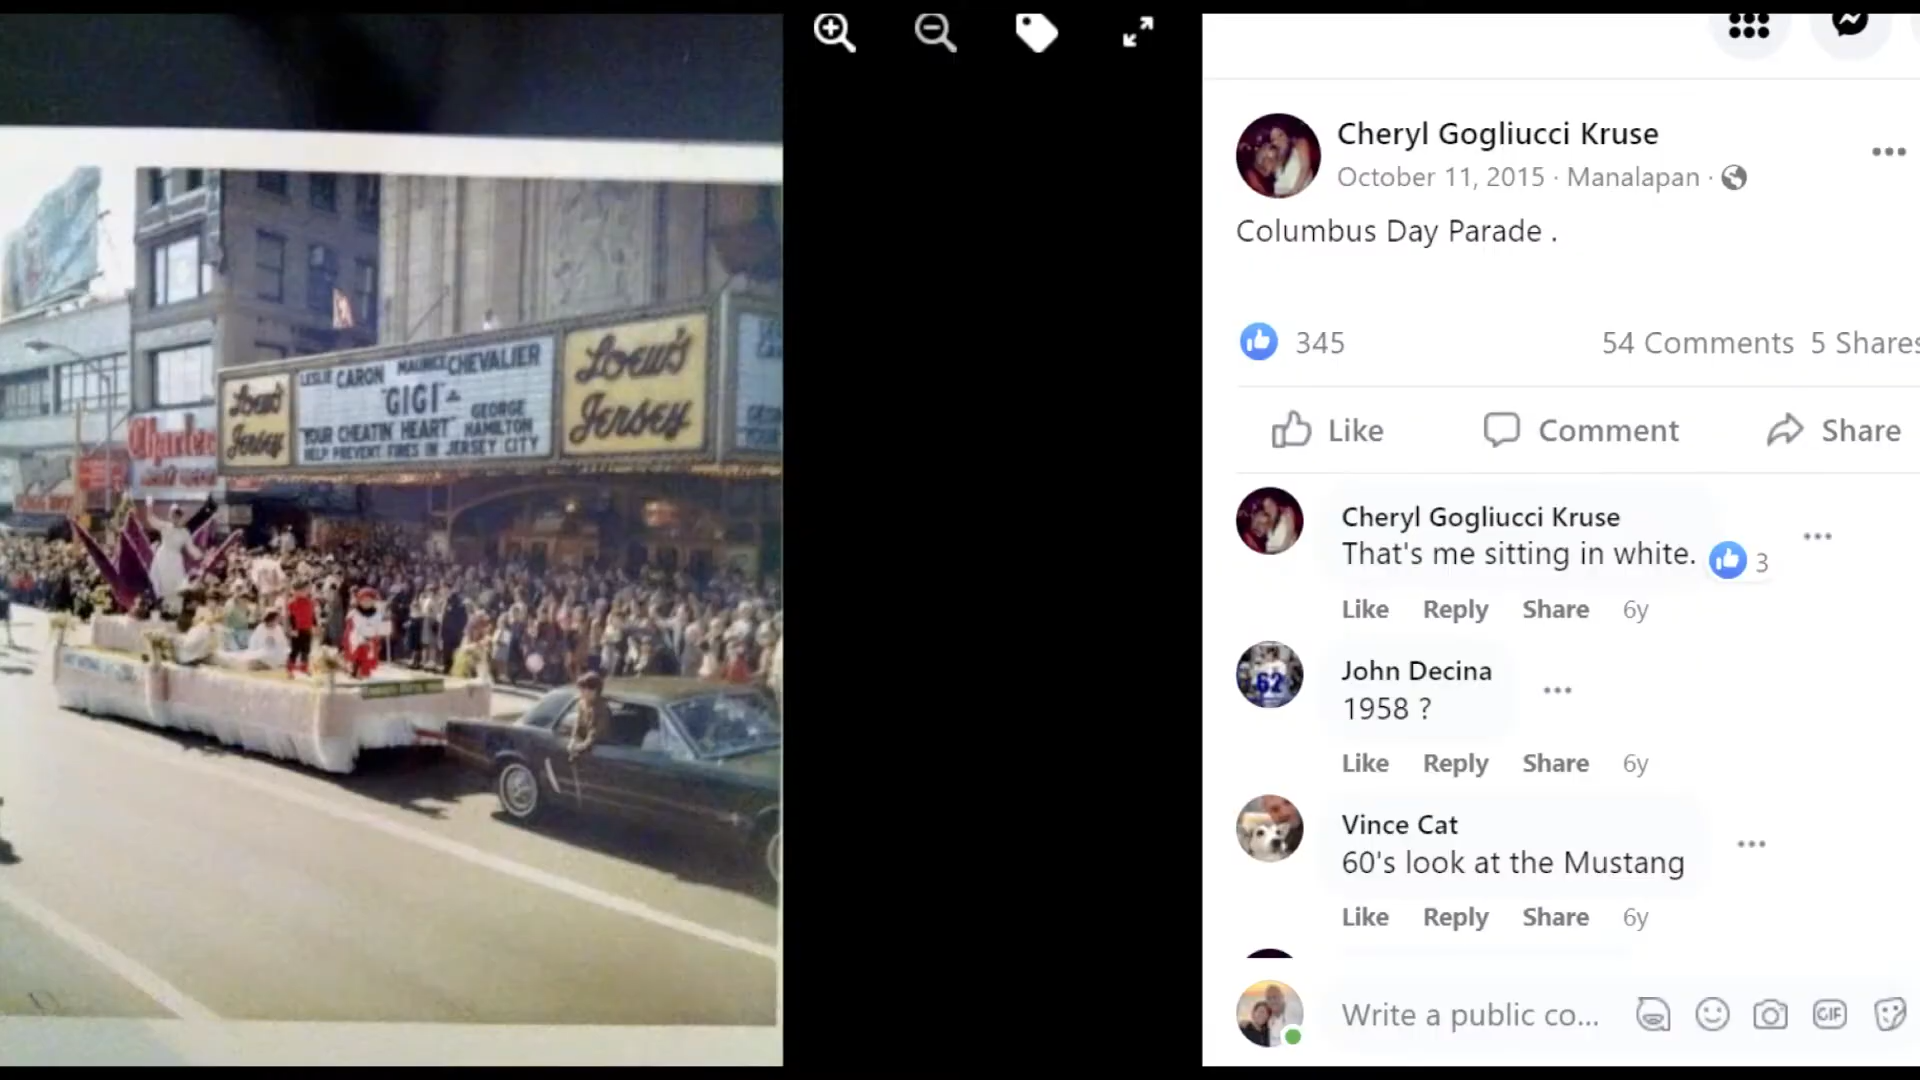 Loew's
Jersey
LESLIE CARON MAURICE CHEVALIER
"GIGI" &
"YOUR CHEATIN' HEART" GEORGE HAMILTON
HELP PREVENT FIRES IN JERSEY CITY
Loew's
Jersey
Cheryl Gogliucci Kruse
October 11, 2015 · Manalapan ·
Columbus Day Parade .
345 54 Comments 5 Shares
Like Comment Share
Cheryl Gogliucci Kruse
That's me sitting in white. 3
Like Reply Share 6y
62
John Decina
1958 ?
Like Reply Share 6y
Vince Cat
60's look at the Mustang
Like Reply Share 6y
Write a public co... GIF